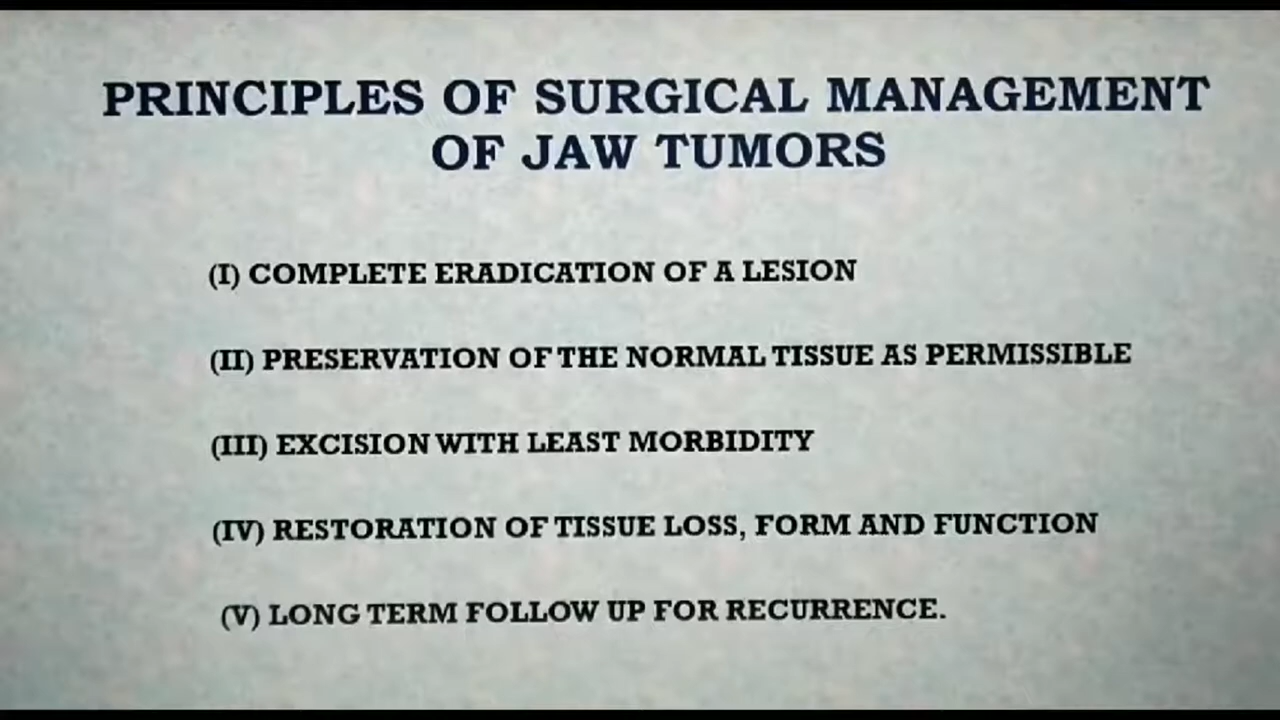 PRINCIPLES OF SURGICAL MANAGEMENT
OF JAW TUMORS
(I) COMPLETE ERADICATION OF A LESION
(II) PRESERVATION OF THE NORMAL TISSUE AS PERMISSIBLE
(III) EXCISION WITH LEAST MORBIDITY
(IV) RESTORATION OF TISSUE LOSS, FORM AND FUNCTION
(V) LONG TERM FOLLOW UP FOR RECURRENCE.